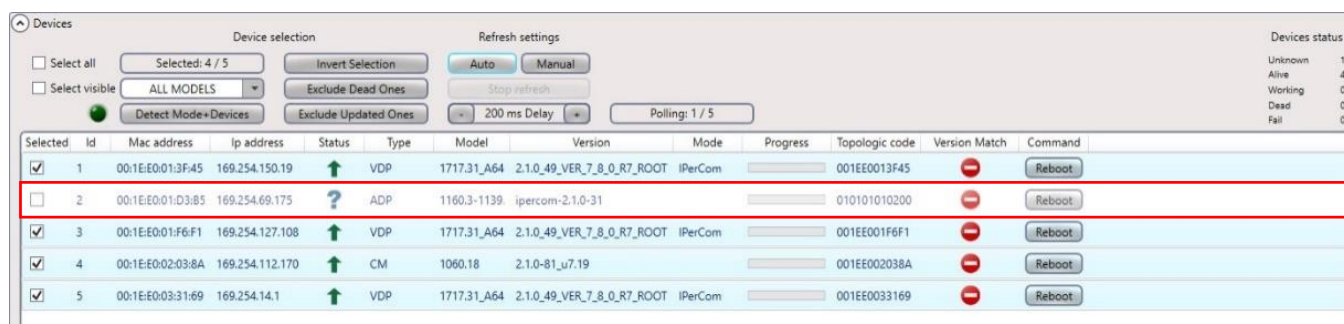 Devices
Device selection Refresh settings Devices status
Select all Selected: 4 / 5 Invert Selection Auto Manual Unknown 1
Select visible ALL MODELS Exclude Dead Ones Stop refresh Alive 4
Working 0
Detect Mode+Devices Exclude Updated Ones - 200 ms Delay + Polling: 1 / 5 Dead 0
Fail 0
Selected Id Mac address Ip address Status Type Model Version Mode Progress Topologic code Version Match Command
1 00:1E:E0:01:3F:45 169.254.150.19 VDP 1717.31_A64 2.1.0_49_VER_7_8_0_R7_ROOT IPerCom 001EE0013F45 Reboot
2 00:1E:E0:01:D3:B5 169.254.69.175 ? ADP 1160.3-1139. ipercom-2.1.0-31 010101010200 Reboot
3 00:1E:E0:01:F6:F1 169.254.127.108 VDP 1717.31_A64 2.1.0_49_VER_7_8_0_R7_ROOT IPerCom 001EE001F6F1 Reboot
4 00:1E:E0:02:03:8A 169.254.112.170 CM 1060.18 2.1.0-81_u7.19 001EE002038A Reboot
5 00:1E:E0:03:31:69 169.254.14.1 VDP 1717.31_A64 2.1.0_49_VER_7_8_0_R7_ROOT IPerCom 001EE0033169 Reboot